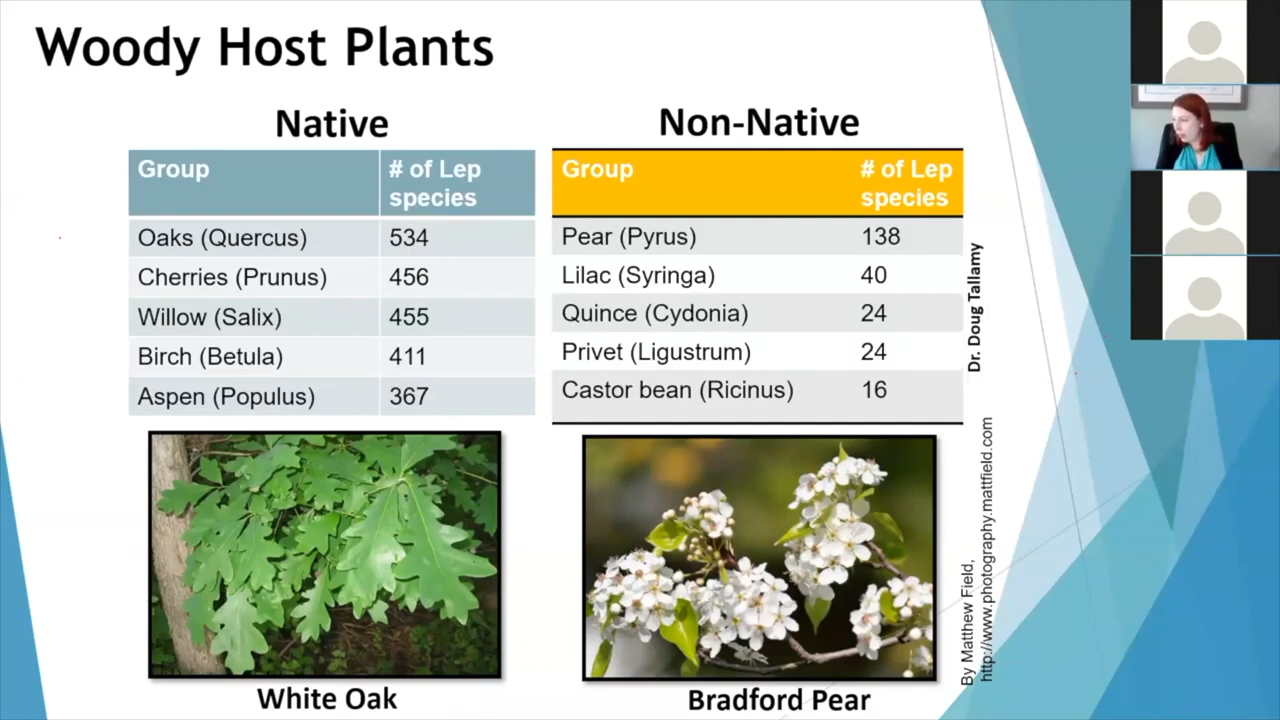 Woody Host Plants
Native
Group # of Lep
species
Oaks (Quercus) 534
Cherries (Prunus) 456
Willow (Salix) 455
Birch (Betula) 411
Aspen (Populus) 367
White Oak
Non-Native
Group # of Lep
species
Pear (Pyrus) 138
Lilac (Syringa) 40
Quince (Cydonia) 24
Privet (Ligustrum) 24
Castor bean (Ricinus) 16
Bradford Pear
Dr. Doug Tallamy
By Matthew Field,
http://www.photography.mattfield.com